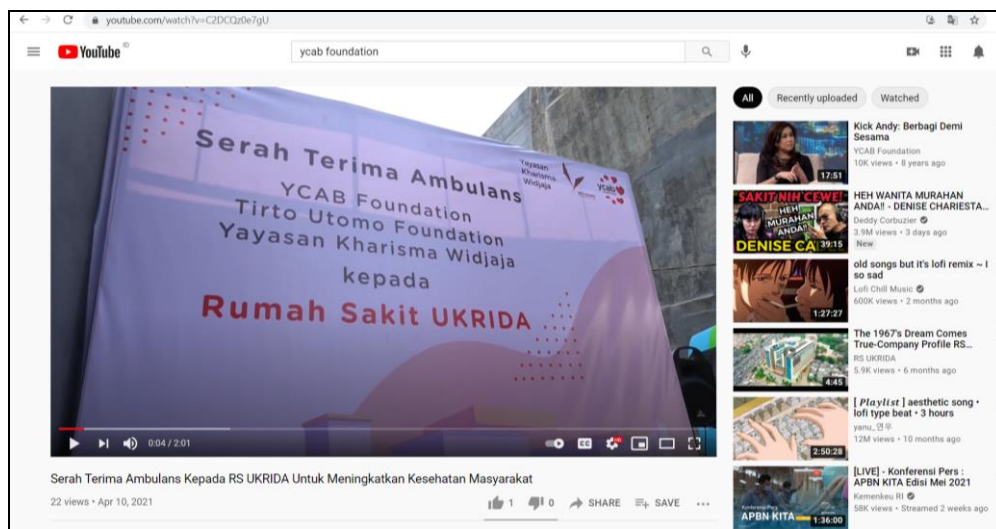 youtube.com/watch?v=C2DCQz0e7gU
YouTube ID
ycab foundation
Serah Terima Ambulans
YCAB Foundation
Tirto Utomo Foundation
Yayasan Kharisma Widjaja
kepada
Rumah Sakit UKRIDA
Yayasan
Kharisma
Widjaja
ycab
0:04 / 2:01
CC
Serah Terima Ambulans Kepada RS UKRIDA Untuk Meningkatkan Kesehatan Masyarakat
22 views • Apr 10, 2021
1
0
SHARE
SAVE
All
Recently uploaded
Watched
17:51
Kick Andy: Berbagi Demi
Sesama
YCAB Foundation
10K views • 8 years ago
SAKIT NIH CEWE!
HEH
MURAHAN
ANDA!!
DENISE CA
39:15
HEH WANITA MURAHAN
ANDA!! - DENISE CHARIESTA...
Deddy Corbuzier
3.9M views • 3 days ago
New
1:27:27
old songs but it's lofi remix ~ I
so sad
Lofi Chill Music
600K views • 2 months ago
4:45
The 1967's Dream Comes
True-Company Profile RS...
RS UKRIDA
5.9K views • 6 months ago
2:50:28
[ Playlist ] aesthetic song •
lofi type beat • 3 hours
yanu_연우
12M views • 10 months ago
Konferensi Pers
APBN KITA
1:36:00
[LIVE] - Konferensi Pers :
APBN KITA Edisi Mei 2021
Kemenkeu RI
58K views • Streamed 2 weeks ago